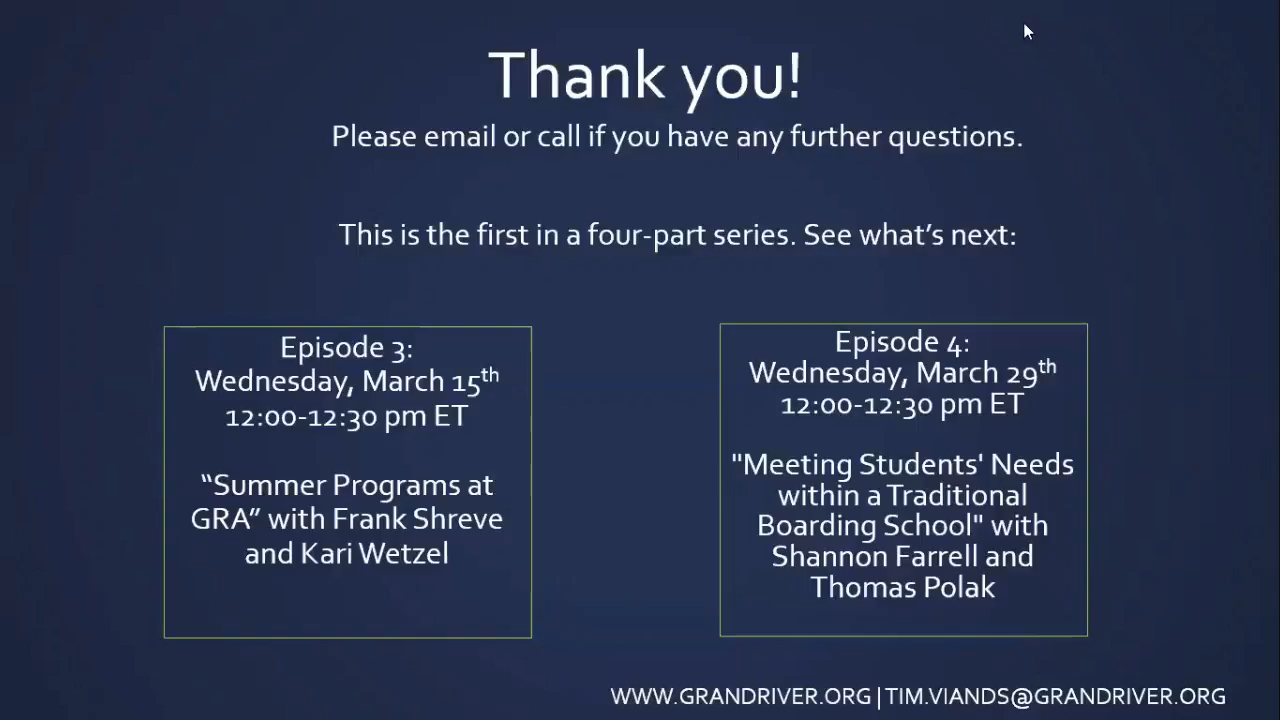 Thank you!
Please email or call if you have any further questions.
This is the first in a four-part series. See what’s next:
Episode 3:
Wednesday, March 15th
12:00-12:30 pm ET
“Summer Programs at
GRA” with Frank Shreve
and Kari Wetzel
Episode 4:
Wednesday, March 29th
12:00-12:30 pm ET
"Meeting Students' Needs
within a Traditional
Boarding School" with
Shannon Farrell and
Thomas Polak
WWW.GRANDRIVER.ORG|TIM.VIANDS@GRANDRIVER.ORG